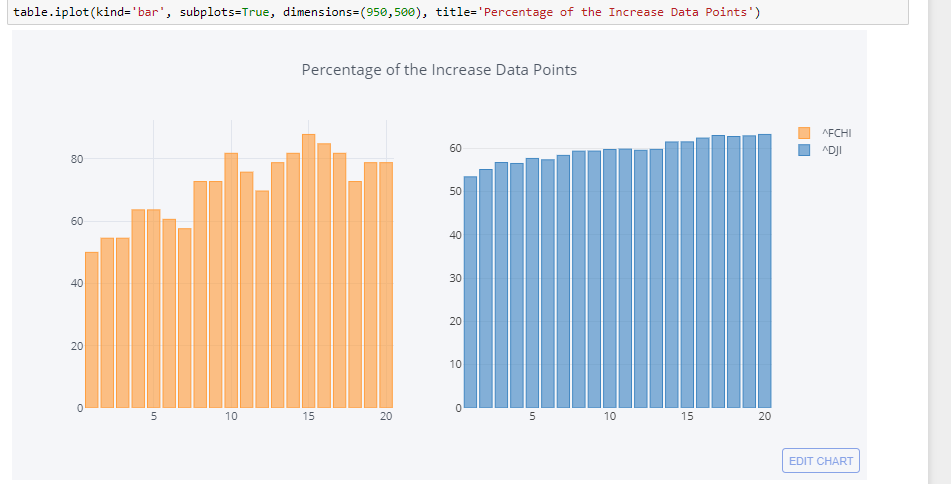 table.iplot(kind='bar', subplots=True, dimensions=(950,500), title='Percentage of the Increase Data Points')
Percentage of the Increase Data Points
80
60
40
20
0
5 10 15 20
60
50
40
30
20
10
0
5 10 15 20
^FCHI
^DJI
EDIT CHART